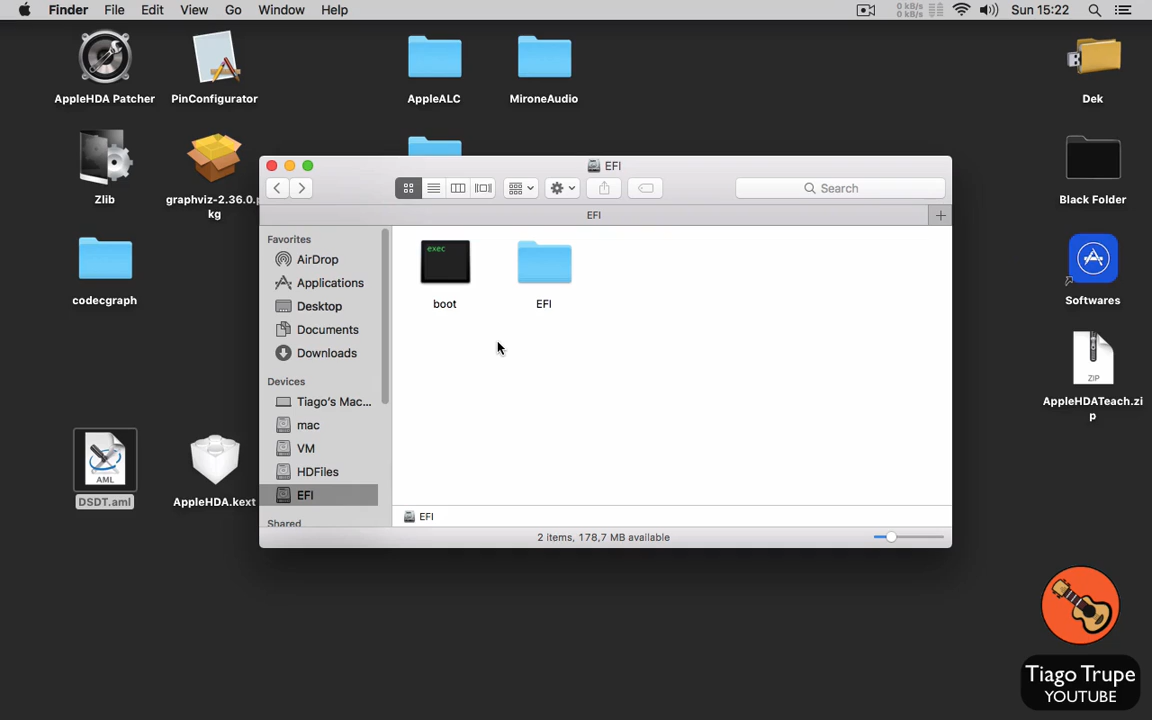 Finder File Edit View Go Window Help
0 kB/s
0 kB/s
Sun 15:22
AppleHDA Patcher
PinConfigurator
AppleALC
MironeAudio
Dek
Zlib
graphviz-2.36.0.p
kg
Black Folder
codecgraph
Softwares
ZIP
AppleHDATeach.zi
p
AML
DSDT.aml
AppleHDA.kext
EFI
Search
EFI
Favorites
AirDrop
Applications
Desktop
Documents
Downloads
Devices
Tiago's Mac...
mac
VM
HDFiles
EFI
Shared
exec
boot
EFI
EFI
2 items, 178,7 MB available
Tiago Trupe
YOUTUBE